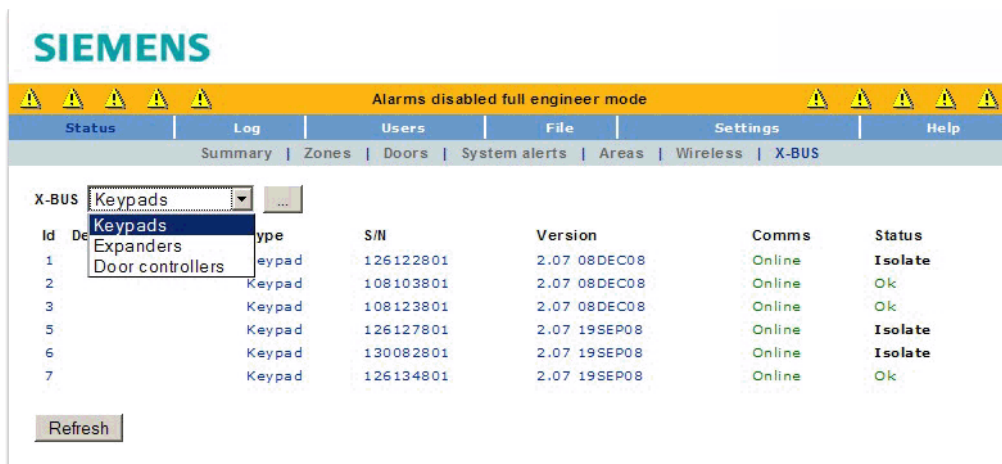 SIEMENS
Alarms disabled full engineer mode
Status Log Users File Settings Help
Summary | Zones | Doors | System alerts | Areas | Wireless | X-BUS
X-BUS Keypads ...
Keypads
Expanders
Door controllers
Id De ype S/N Version Comms Status
1 eypad 126122801 2.07 08DEC08 Online Isolate
2 Keypad 108103801 2.07 08DEC08 Online Ok
3 Keypad 108123801 2.07 08DEC08 Online Ok
5 Keypad 126127801 2.07 19SEP08 Online Isolate
6 Keypad 130082801 2.07 19SEP08 Online Isolate
7 Keypad 126134801 2.07 19SEP08 Online Ok
Refresh